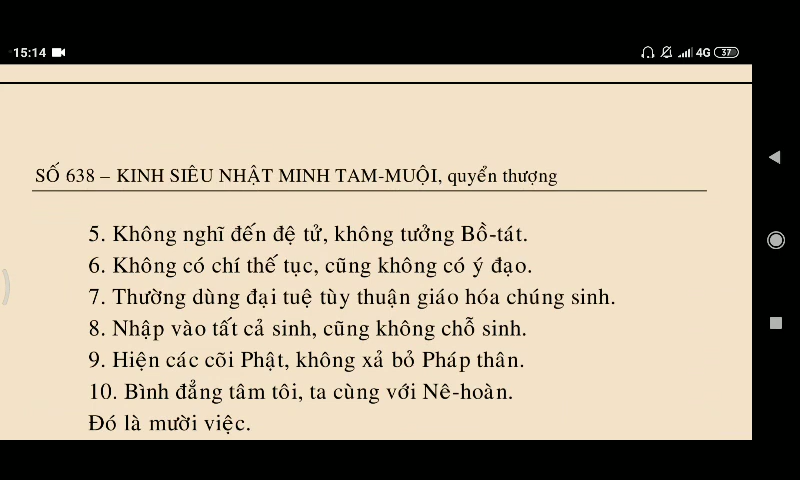 15:14 4G 37
SỐ 638 – KINH SIÊU NHẬT MINH TAM-MUỘI, quyển thượng
5. Không nghĩ đến đệ tử, không tưởng Bồ-tát.
6. Không có chí thế tục, cũng không có ý đạo.
7. Thường dùng đại tuệ tùy thuận giáo hóa chúng sinh.
8. Nhập vào tất cả sinh, cũng không chỗ sinh.
9. Hiện các cõi Phật, không xả bỏ Pháp thân.
10. Bình đẳng tâm tôi, ta cùng với Nê-hoàn.
Đó là mười việc.